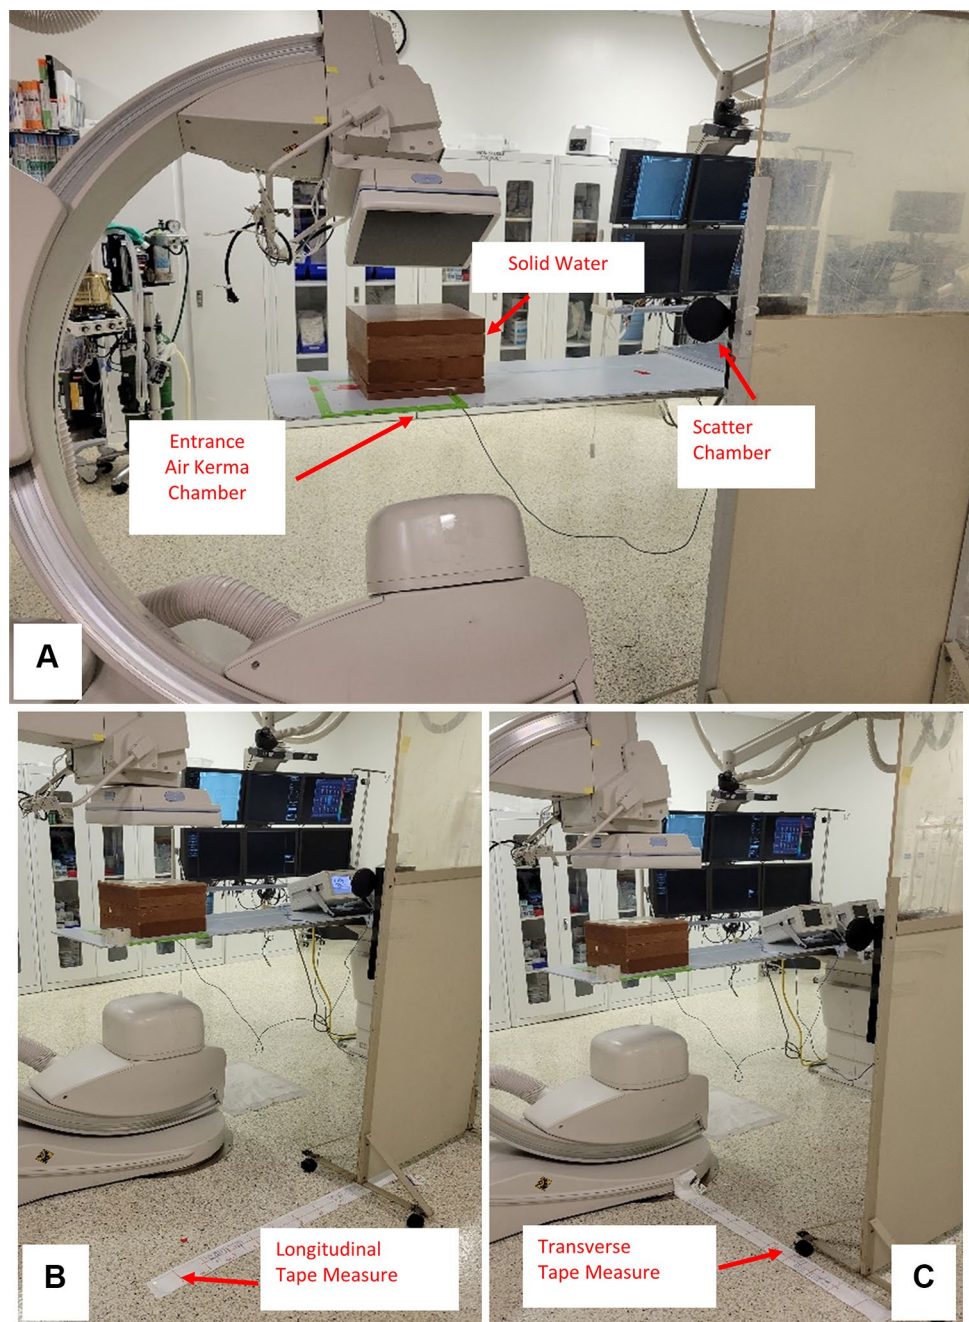 Solid Water
Entrance
Air Kerma
Chamber
Scatter
Chamber
A
Longitudinal
Tape Measure
B
Transverse
Tape Measure
C